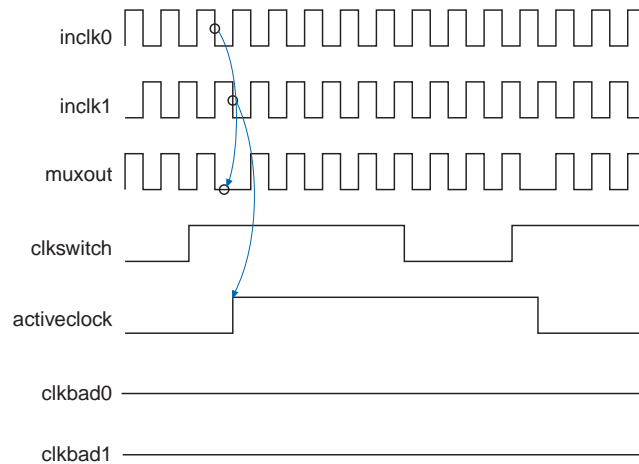 inclk0
inclk1
muxout
clkswitch
activeclock
clkbad0
clkbad1